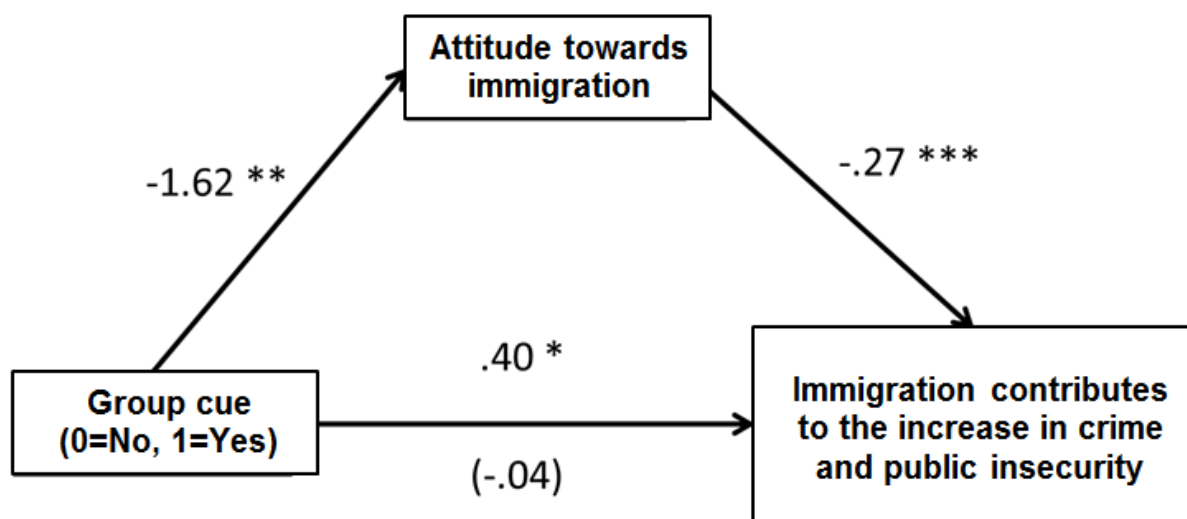 Attitude towards
immigration
-1.62 **
-.27 ***
.40 *
Group cue
(0=No, 1=Yes)
(-.04)
Immigration contributes
to the increase in crime
and public insecurity